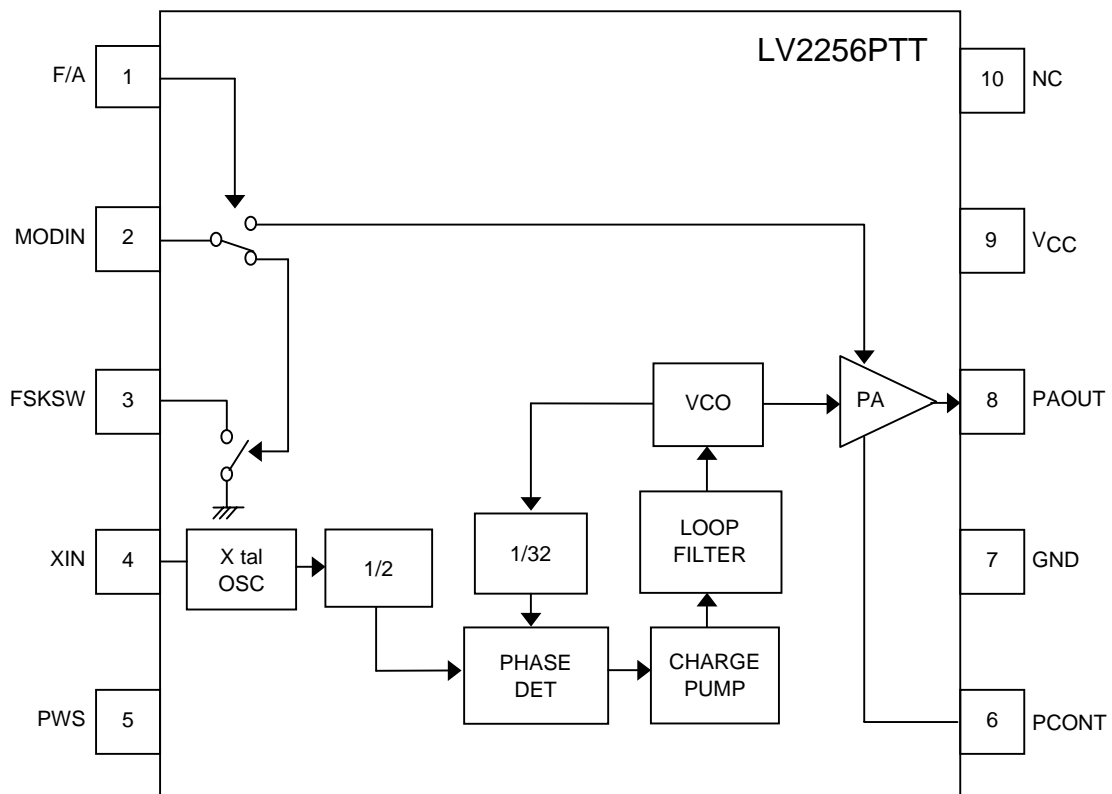 LV2256PTT
F/A 1
10 NC
MODIN 2
9 VCC
FSKSW 3
VCO
PA
8 PAOUT
XIN 4
X tal
OSC
1/2
1/32
LOOP
FILTER
7 GND
PHASE
DET
CHARGE
PUMP
PWS 5
6 PCONT